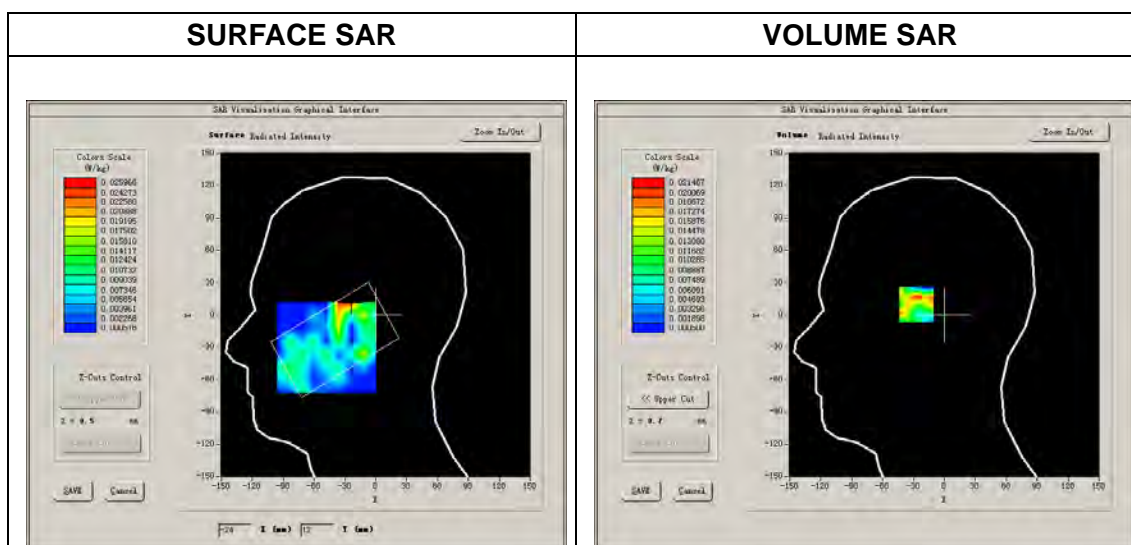 SURFACE SAR
VOLUME SAR
SAR Visualisation Graphical Interface
Surface Radiated Intensity
Zoom In/Out
Colors Scale
(W/kg)
0.025966
0.024273
0.022580
0.020888
0.019195
0.017502
0.015810
0.014117
0.012424
0.010732
0.009039
0.007346
0.005654
0.003961
0.002268
150
120
90
60
30
0
-30
-60
-90
-120
-150
-150 -120 -90 -60 -30 0 30 60 90 120 150
Z-Cuts Control
mm
SAVE
Cancel
-24 X (mm) 12 Y (mm)
SAR Visualisation Graphical Interface
Volume Radiated Intensity
Zoom In/Out
Colors Scale
(W/kg)
0.021467
0.020069
0.018672
0.017274
0.015876
0.014478
0.013080
0.011682
0.010285
0.008887
0.007489
0.006091
0.004693
0.003296
0.001898
0.000500
150
120
90
60
30
0
-30
-60
-90
-120
-150
-150 -120 -90 -60 -30 0 30 60 90 120 150
Z-Cuts Control
<< Upper Cut
mm
SAVE
Cancel